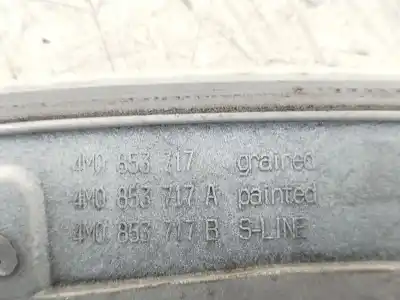 4M0 853 717 grained
4M0 853 717 A painted
4M0 853 717 B S-LINE